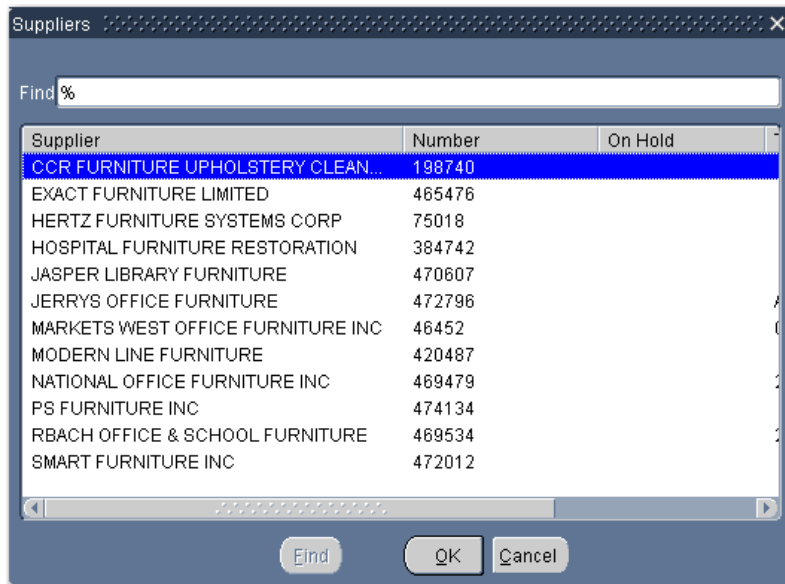 Suppliers
Find %
Supplier Number On Hold
CCR FURNITURE UPHOLSTERY CLEAN... 198740
EXACT FURNITURE LIMITED 465476
HERTZ FURNITURE SYSTEMS CORP 75018
HOSPITAL FURNITURE RESTORATION 384742
JASPER LIBRARY FURNITURE 470607
JERRYS OFFICE FURNITURE 472796
MARKETS WEST OFFICE FURNITURE INC 46452
MODERN LINE FURNITURE 420487
NATIONAL OFFICE FURNITURE INC 469479
PS FURNITURE INC 474134
RBACH OFFICE & SCHOOL FURNITURE 469534
SMART FURNITURE INC 472012
Find OK Cancel